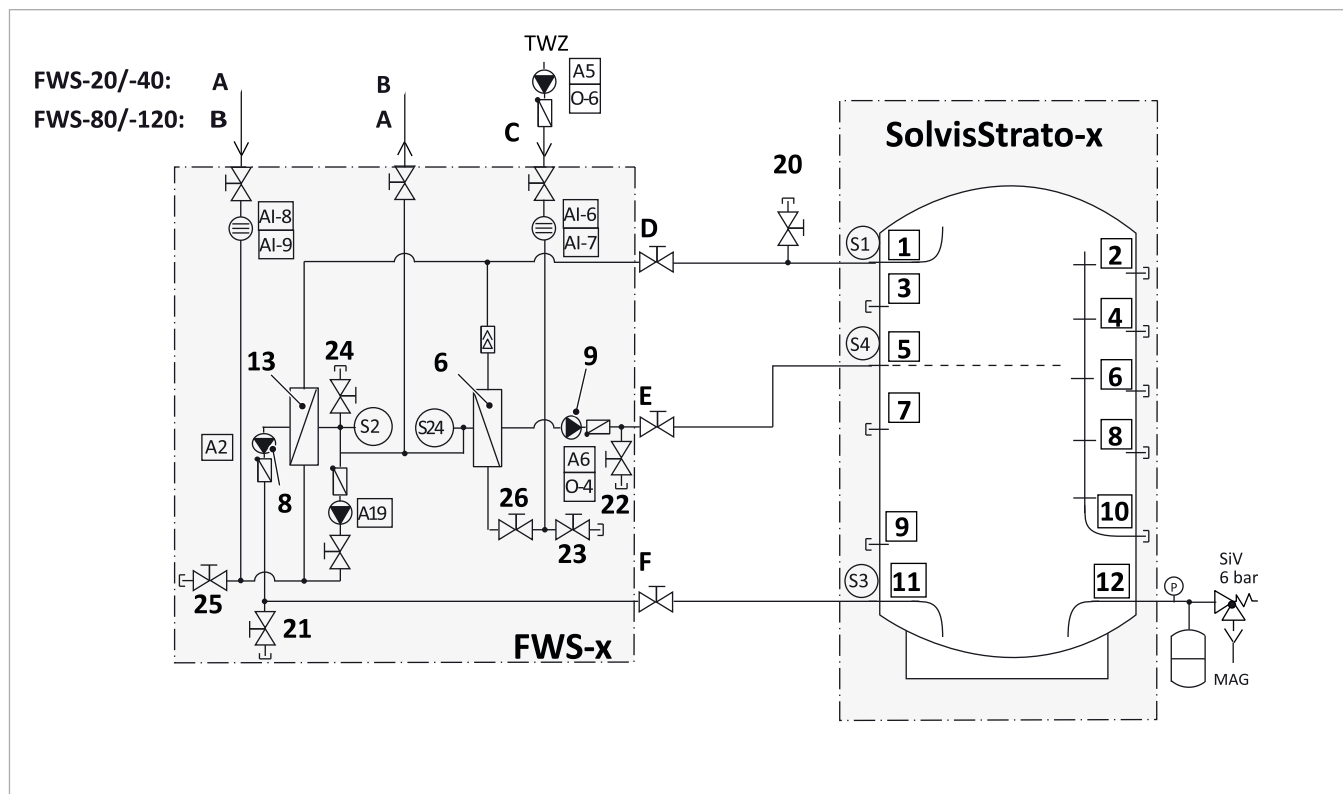 TWZ
FWS-20/-40: A
B
FWS-80/-120: B
A
C
A5
O-6
SolvisStrato-x
20
AI-8
AI-9
AI-6
AI-7
D
S1
1
2
3
4
S4
5
6
7
8
9
10
S3
11
12
13
24
6
9
E
S2
S24
A2
8
A19
A6
O-4
22
26
23
F
25
21
FWS-x
P
SiV
6 bar
MAG